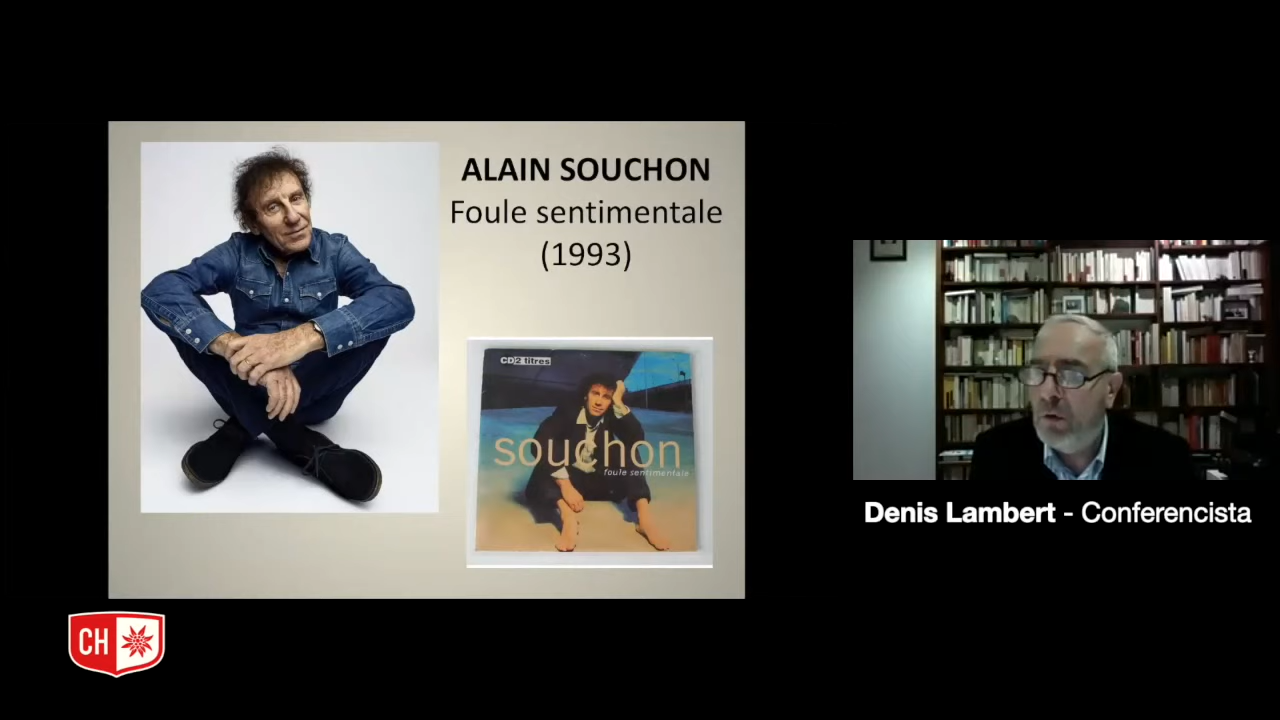 ALAIN SOUCHON
Foule sentimentale
(1993)
CD2 titres
souchon
foule sentimentale
Denis Lambert - Conferencista
CH